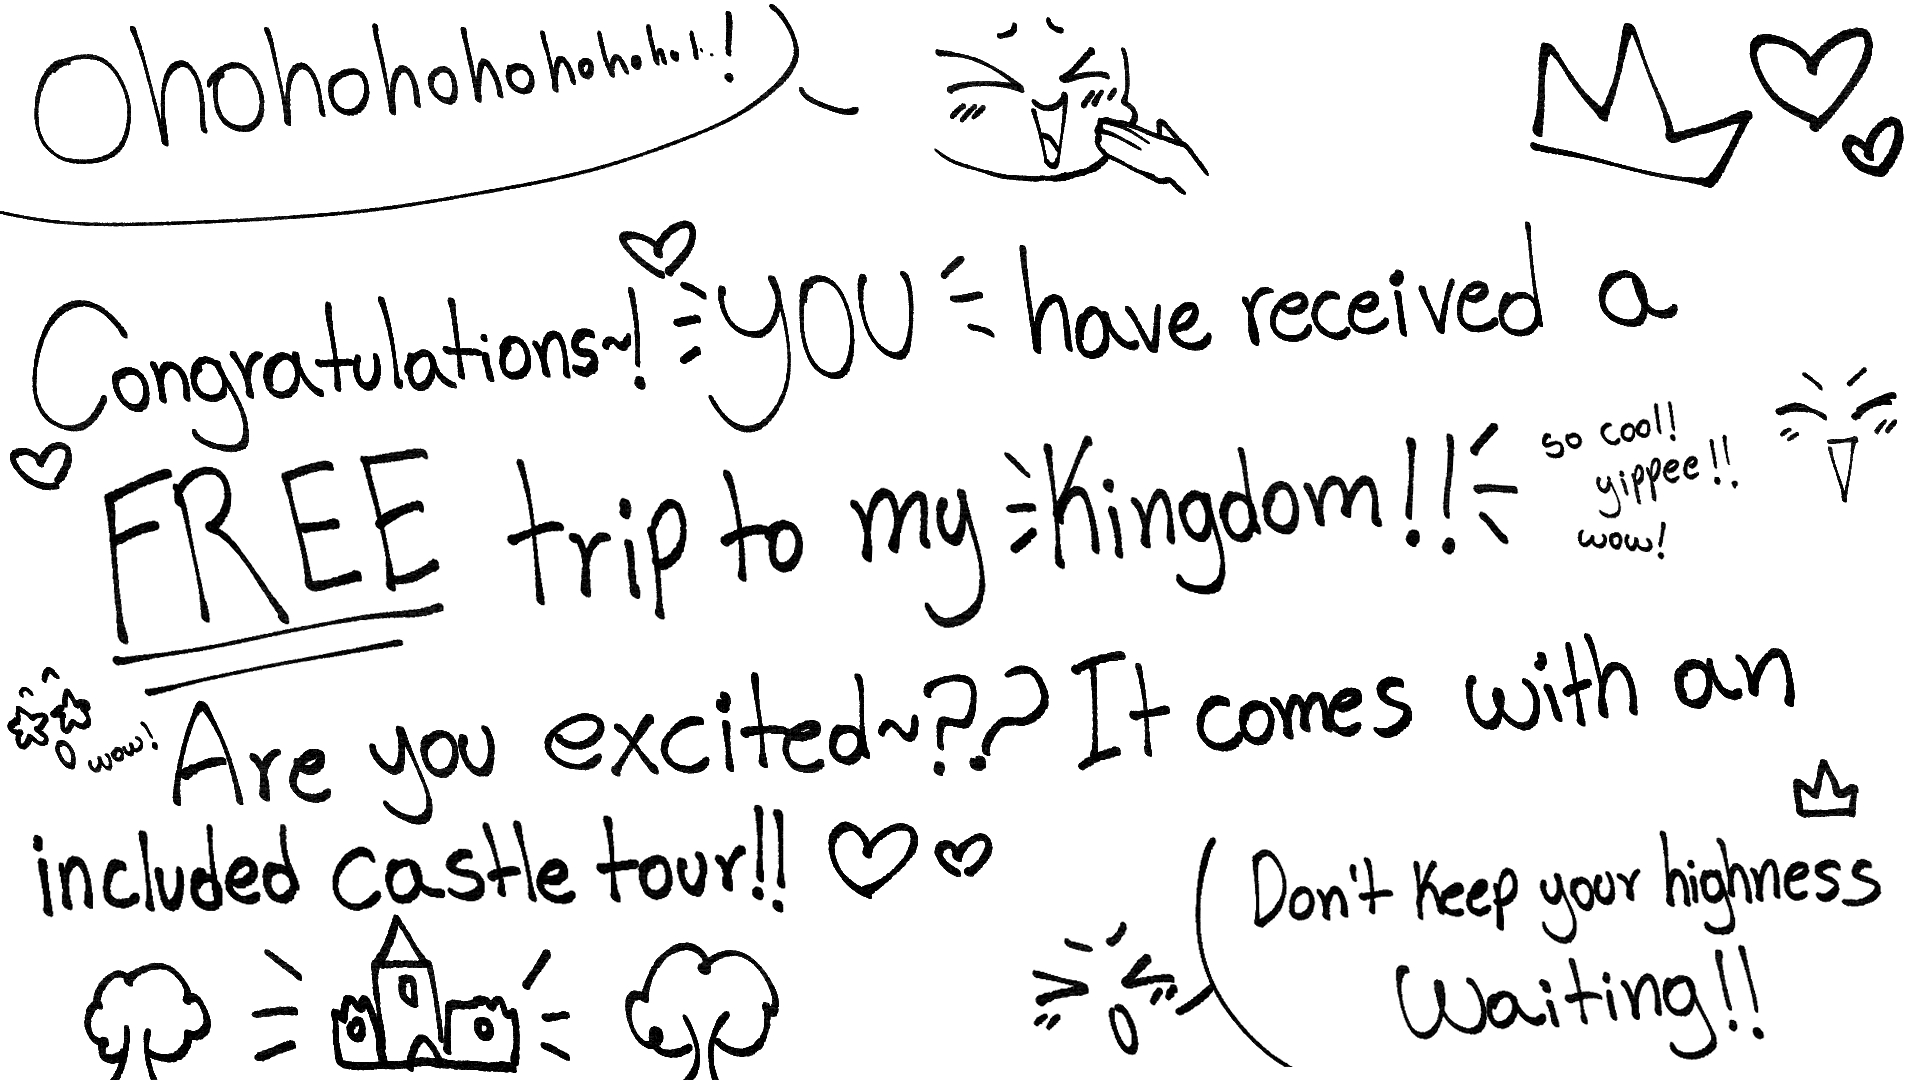 Ohohohohohohohoh..!
Congratulations~! YOU have received a
FREE trip to my Kingdom!!
so cool!!
yippee!!
wow!
wow!
Are you excited~?? It comes with an
included castle tour!!
Don't keep your highness
waiting!!